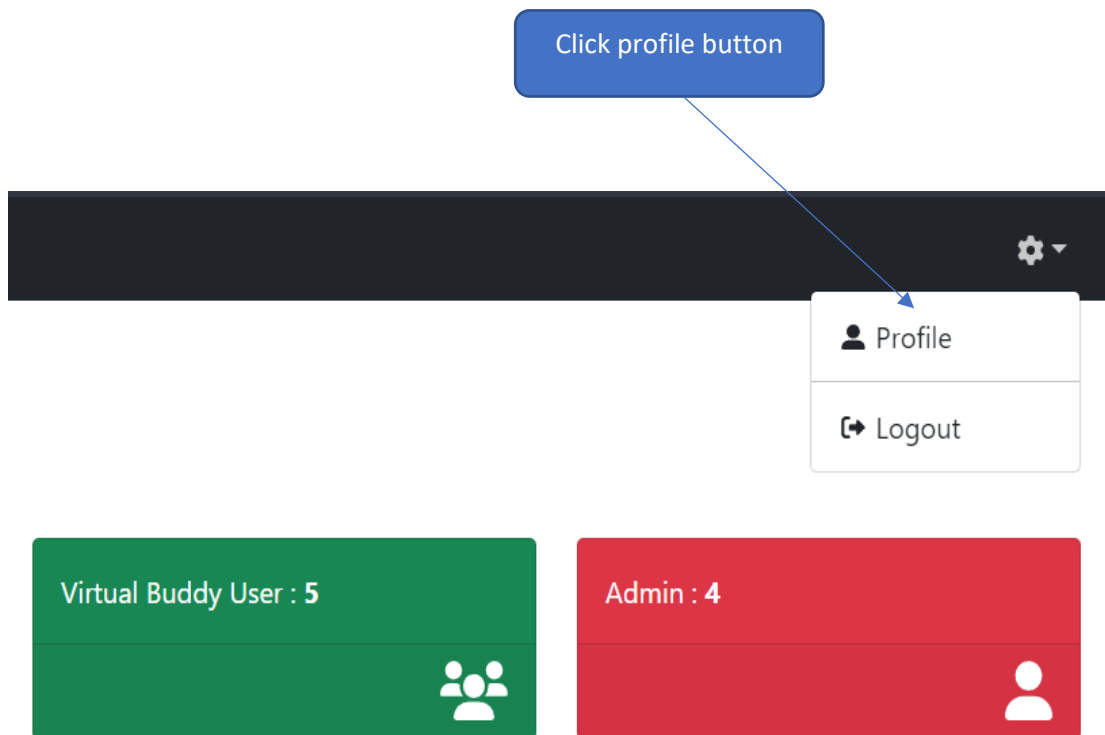 Click profile button
Profile
Logout
Virtual Buddy User : 5
Admin : 4